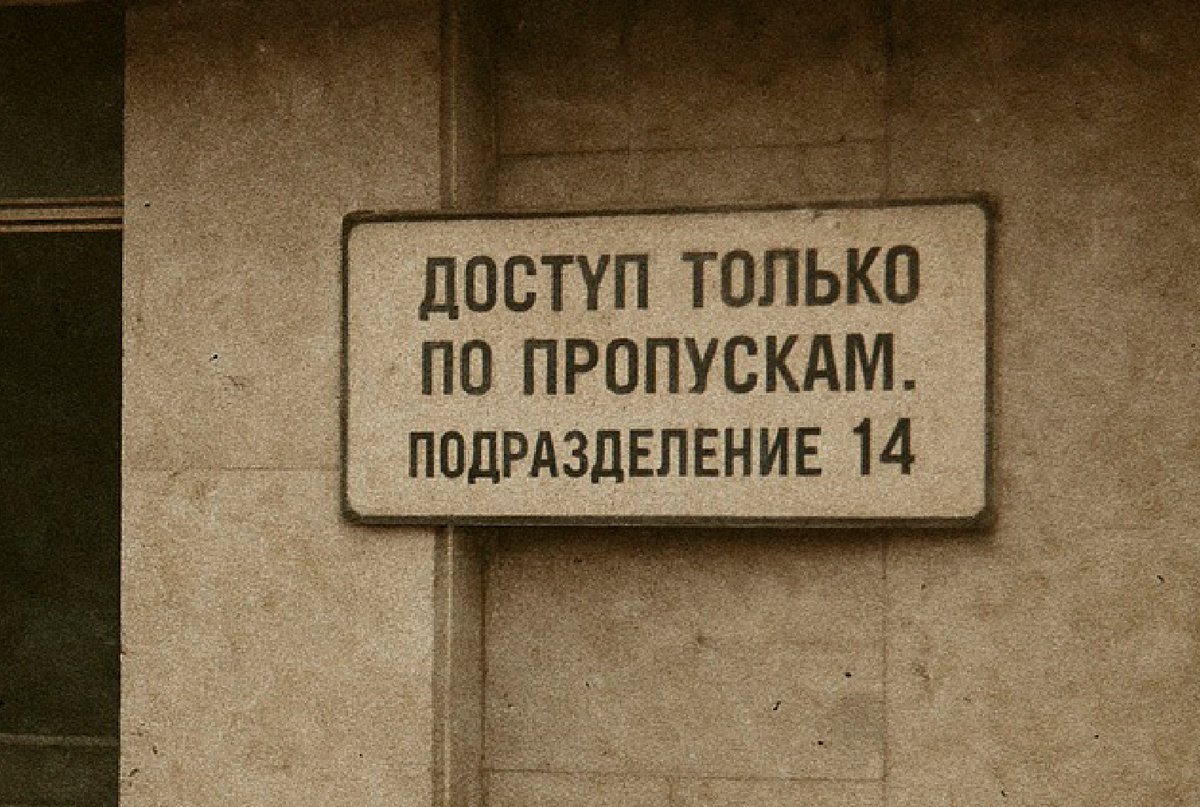 ДОСТУП ТОЛЬКО
ПО ПРОПУСКАМ.
ПОДРАЗДЕЛЕНИЕ 14